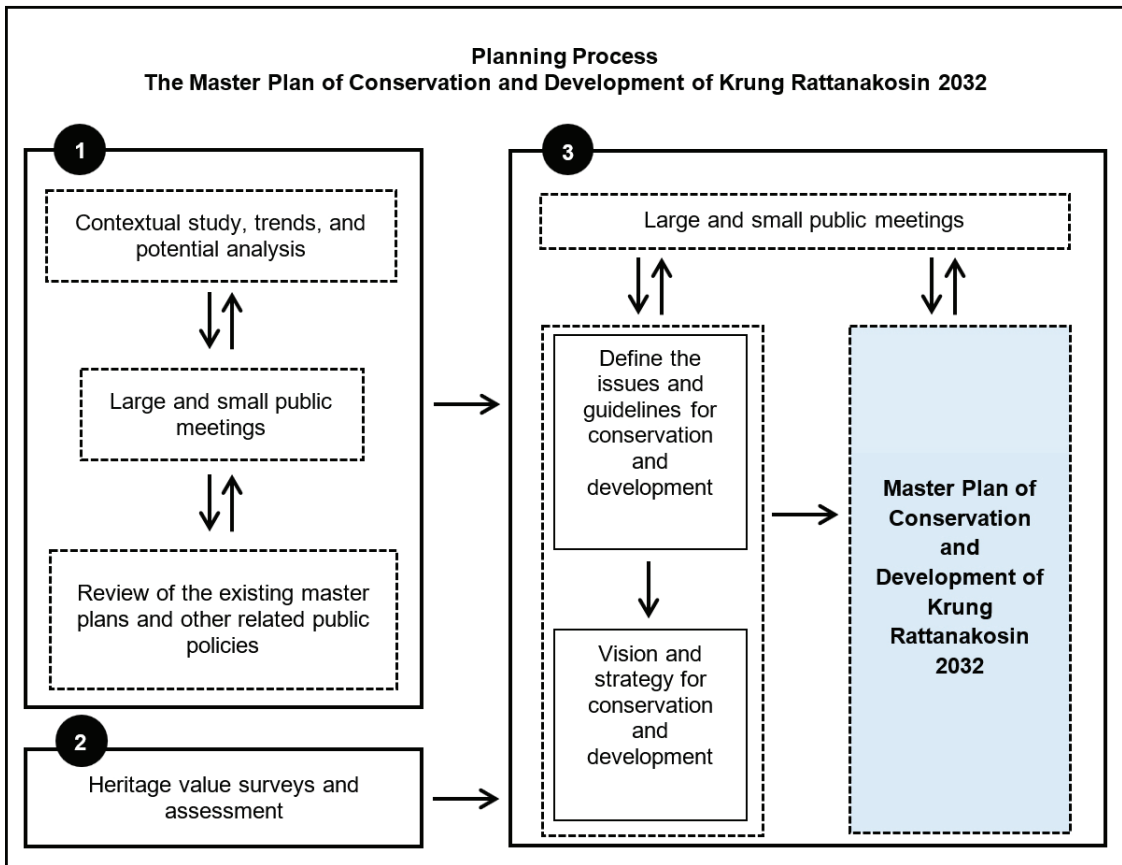 Planning Process
The Master Plan of Conservation and Development of Krung Rattanakosin 2032
1
Contextual study, trends, and
potential analysis
Large and small public
meetings
Review of the existing master
plans and other related public
policies
2
Heritage value surveys and
assessment
3
Large and small public meetings
Define the
issues and
guidelines for
conservation
and
development
Vision and
strategy for
conservation
and
development
Master Plan of
Conservation
and
Development of
Krung
Rattanakosin
2032